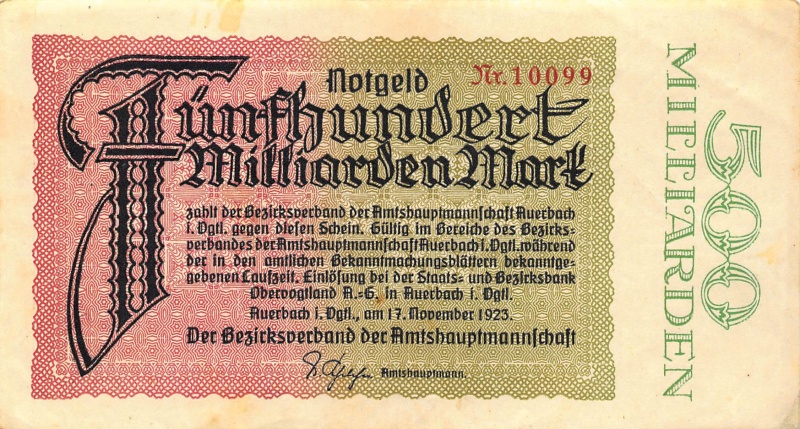 Notgeld
Nr. 10099
Fünfhundert
Milliarden Mark
zahlt der Bezirksverband der Amtshauptmannschaft Auerbach
i. Vgtl. gegen diesen Schein. Gültig im Bereiche des Bezirks-
verbandes der Amtshauptmannschaft Auerbach i. Vgtl. während
der in den amtlichen Bekanntmachungsblättern bekanntge-
gebenen Laufzeit. Einlösung bei der Staats- und Bezirksbank
Obervogtland A.-G. in Auerbach i. Vgtl.
Auerbach i. Vgtl., am 17. November 1923.
Der Bezirksverband der Amtshauptmannschaft
Amtshauptmann.
500
MILLIARDEN